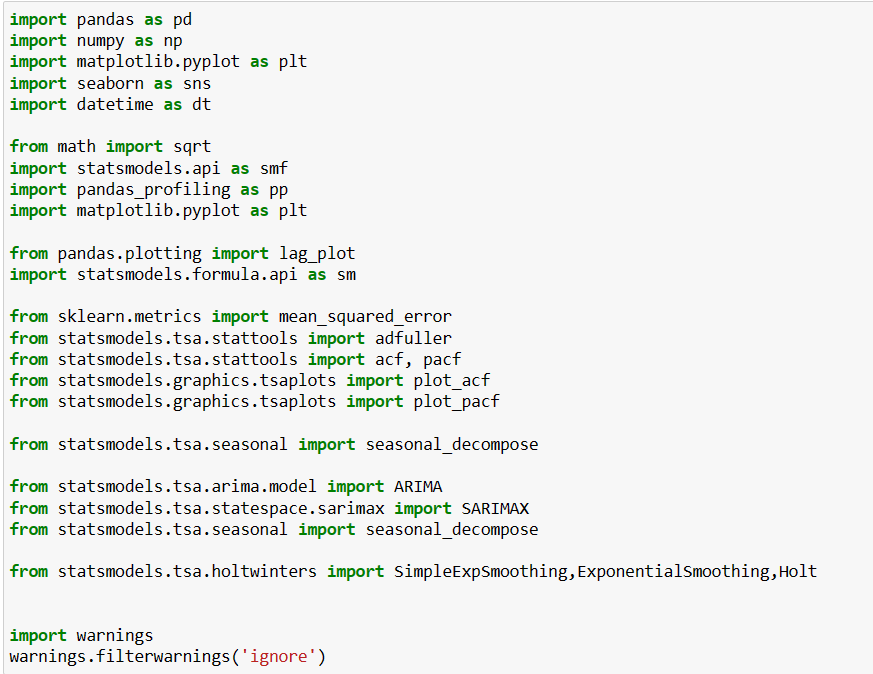 import pandas as pd
import numpy as np
import matplotlib.pyplot as plt
import seaborn as sns
import datetime as dt
from math import sqrt
import statsmodels.api as smf
import pandas_profiling as pp
import matplotlib.pyplot as plt
from pandas.plotting import lag_plot
import statsmodels.formula.api as sm
from sklearn.metrics import mean_squared_error
from statsmodels.tsa.stattools import adfuller
from statsmodels.tsa.stattools import acf, pacf
from statsmodels.graphics.tsaplots import plot_acf
from statsmodels.graphics.tsaplots import plot_pacf
from statsmodels.tsa.seasonal import seasonal_decompose
from statsmodels.tsa.arima.model import ARIMA
from statsmodels.tsa.statespace.sarimax import SARIMAX
from statsmodels.tsa.seasonal import seasonal_decompose
from statsmodels.tsa.holtwinters import SimpleExpSmoothing,ExponentialSmoothing,Holt
import warnings
warnings.filterwarnings('ignore')